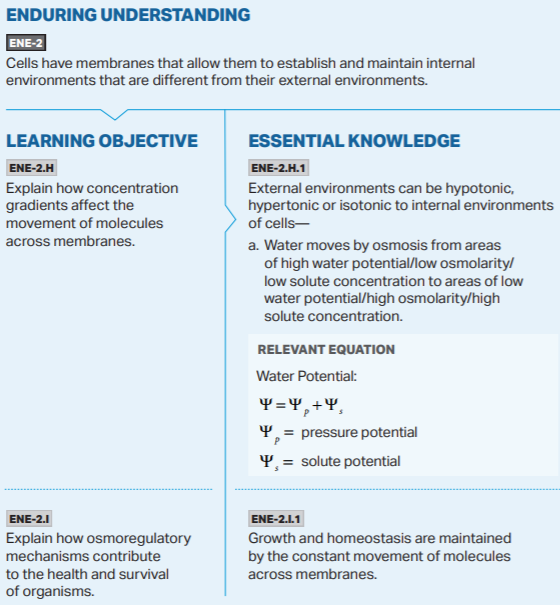 ENDURING UNDERSTANDING
ENE-2
Cells have membranes that allow them to establish and maintain internal
environments that are different from their external environments.
LEARNING OBJECTIVE
ENE-2.H
Explain how concentration
gradients affect the
movement of molecules
across membranes.
ESSENTIAL KNOWLEDGE
ENE-2.H.1
External environments can be hypotonic,
hypertonic or isotonic to internal environments
of cells—
a. Water moves by osmosis from areas
of high water potential/low osmolarity/
low solute concentration to areas of low
water potential/high osmolarity/high
solute concentration.
RELEVANT EQUATION
Water Potential:
Ψ = Ψp + Ψs
Ψp = pressure potential
Ψs = solute potential
ENE-2.I
Explain how osmoregulatory
mechanisms contribute
to the health and survival
of organisms.
ENE-2.I.1
Growth and homeostasis are maintained
by the constant movement of molecules
across membranes.